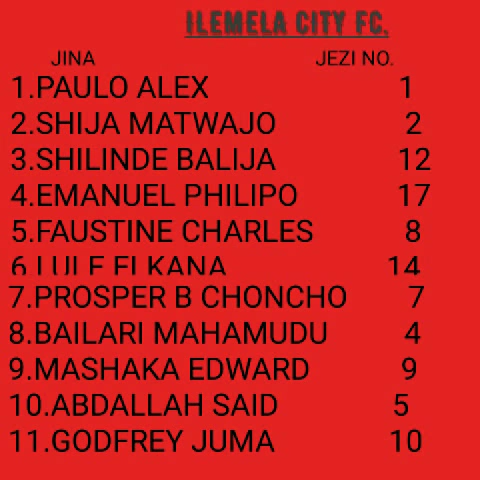 ILEMELA CITY FC.
JINA JEZI NO.
1.PAULO ALEX 1
2.SHIJA MATWAJO 2
3.SHILINDE BALIJA 12
4.EMANUEL PHILIPO 17
5.FAUSTINE CHARLES 8
6 ELKANA 14
7.PROSPER B CHONCHO 7
8.BAILARI MAHAMUDU 4
9.MASHAKA EDWARD 9
10.ABDALLAH SAID 5
11.GODFREY JUMA 10